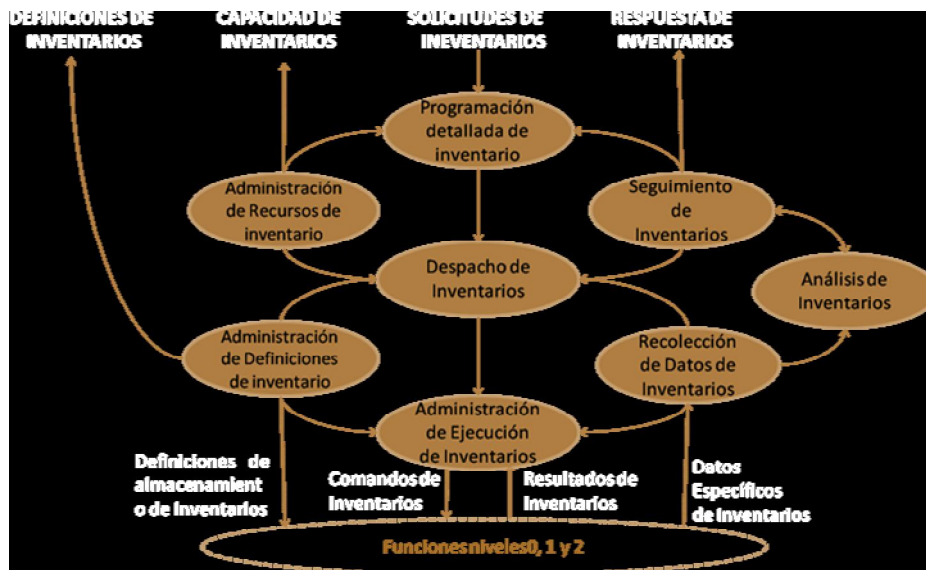 DEFINICIONES DE
INVENTARIOS
CAPACIDAD DE
INVENTARIOS
SOLICITUDES DE
INEVENTARIOS
RESPUESTA DE
INVENTARIOS
Programación
detallada de
inventario
Administración
de Recursos de
inventario
Seguimiento
de
Inventarios
Despacho de
Inventarios
Análisis de
Inventarios
Administración
de Definiciones
de inventario
Recolección
de Datos de
Inventarios
Administración
de Ejecución
de Inventarios
Definiciones de
almacenamient
o de Inventarios
Comandos de
Inventarios
Resultados de
Inventarios
Datos
Específicos
de Inventarios
Funciones niveles 0, 1 y 2